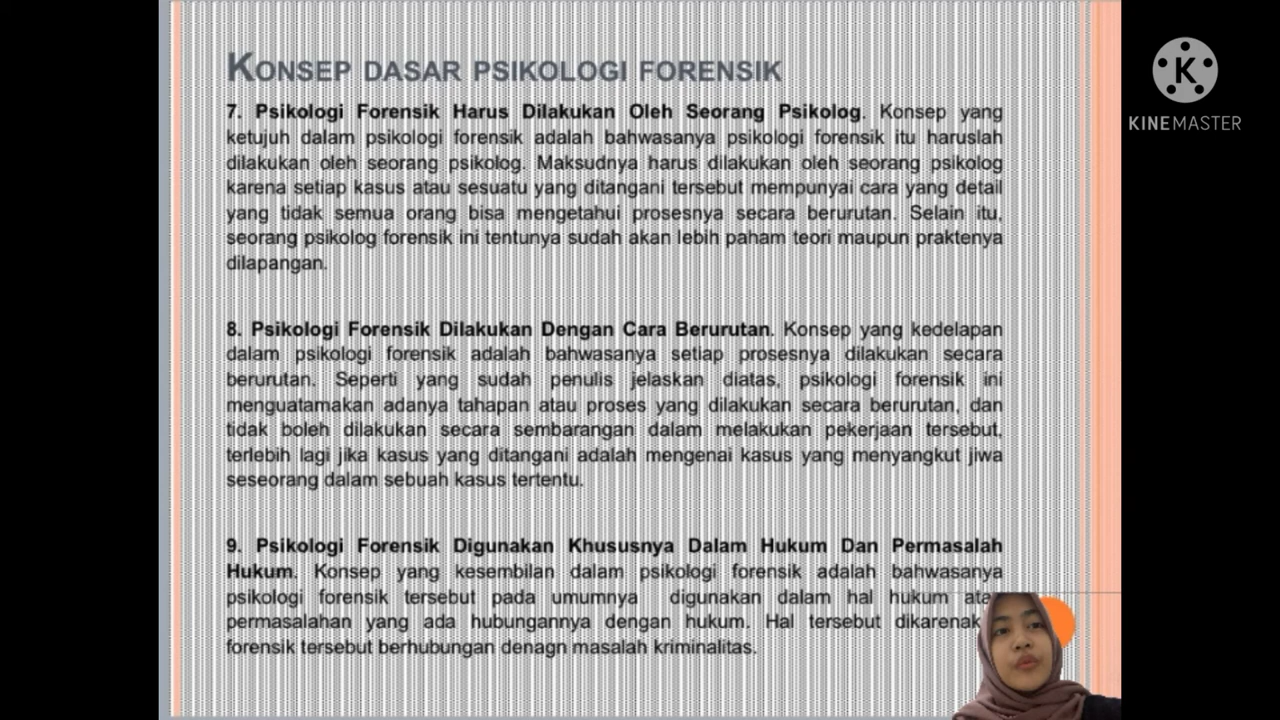 KONSEP DASAR PSIKOLOGI FORENSIK
7. Psikologi Forensik Harus Dilakukan Oleh Seorang Psikolog. Konsep yang
ketujuh dalam psikologi forensik adalah bahwasanya psikologi forensik itu haruslah
dilakukan oleh seorang psikolog. Maksudnya harus dilakukan oleh seorang psikolog
karena setiap kasus atau sesuatu yang ditangani tersebut mempunyai cara yang detail
yang tidak semua orang bisa mengetahui prosesnya secara berurutan. Selain itu,
seorang psikolog forensik ini tentunya sudah akan lebih paham teori maupun praktenya
dilapangan.
8. Psikologi Forensik Dilakukan Dengan Cara Berurutan. Konsep yang kedelapan
dalam psikologi forensik adalah bahwasanya setiap prosesnya dilakukan secara
berurutan. Seperti yang sudah penulis jelaskan diatas, psikologi forensik ini
menguatamakan adanya tahapan atau proses yang dilakukan secara berurutan, dan
tidak boleh dilakukan secara sembarangan dalam melakukan pekerjaan tersebut,
terlebih lagi jika kasus yang ditangani adalah mengenai kasus yang menyangkut jiwa
seseorang dalam sebuah kasus tertentu.
9. Psikologi Forensik Digunakan Khususnya Dalam Hukum Dan Permasalah
Hukum. Konsep yang kesembilan dalam psikologi forensik adalah bahwasanya
psikologi forensik tersebut pada umumnya digunakan dalam hal hukum
permasalahan yang ada hubungannya dengan hukum. Hal tersebut
forensik tersebut berhubungan denagn masalah kriminalitas.
K
KINEMASTER